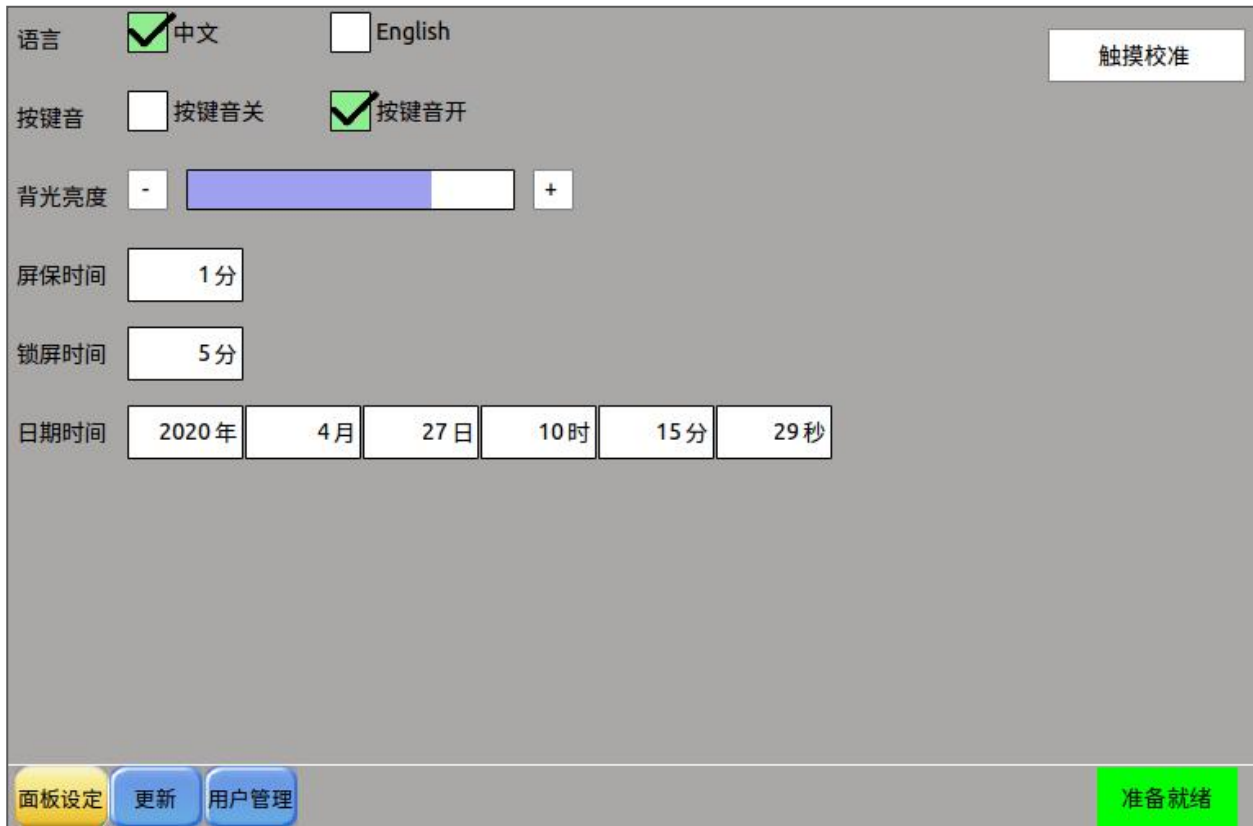 语言 中文 English 触摸校准
按键音 按键音关 按键音开
背光亮度 - +
屏保时间 1分
锁屏时间 5分
日期时间 2020年 4月 27日 10时 15分 29秒
面板设定 更新 用户管理 准备就绪